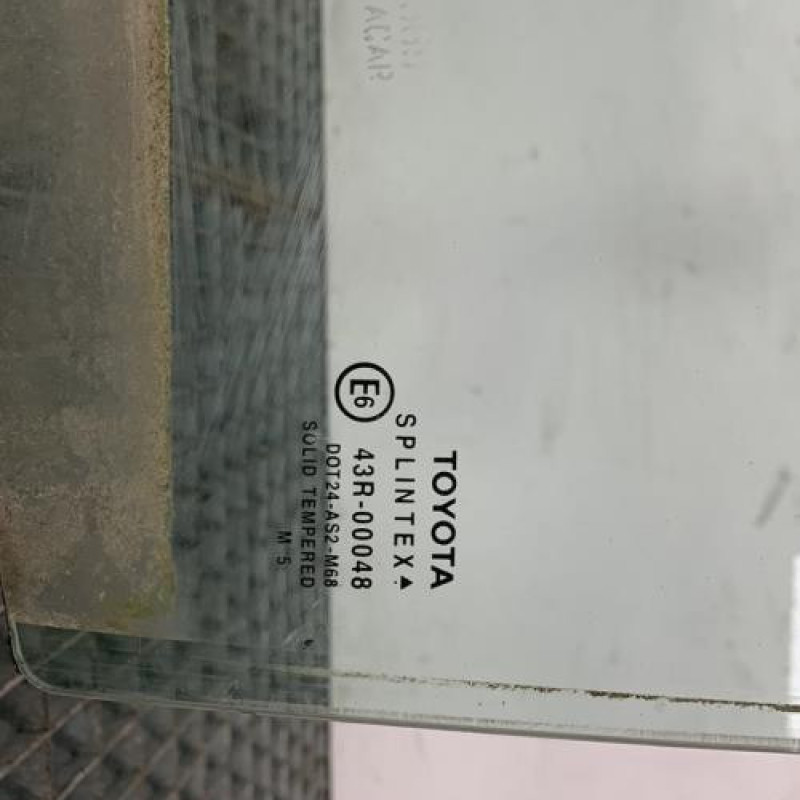 TOYOTA
SPLINTEX▲
E6 43R-00048
DOT24-AS2-M68
SOLID TEMPERED
M 5